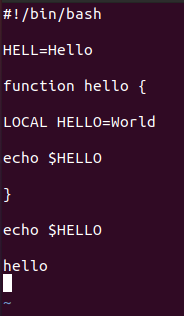 #!/bin/bash
HELL=Hello
function hello {
LOCAL HELLO=World
echo $HELLO
}
echo $HELLO
hello
~